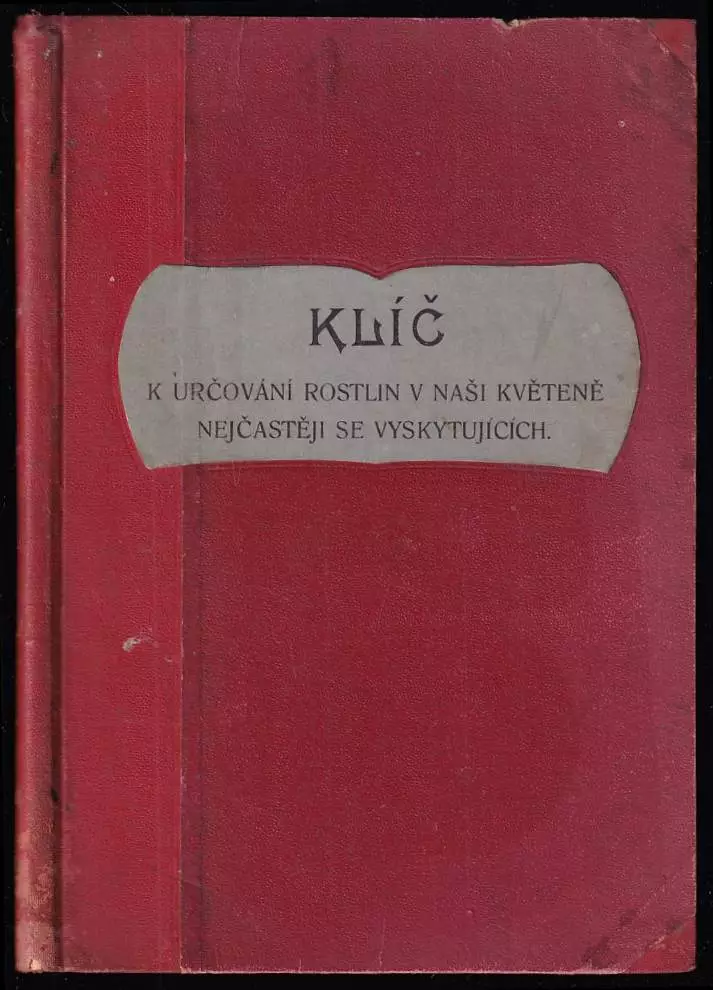 KLÍČ
K URČOVÁNÍ ROSTLIN V NAŠI KVĚTENĚ
NEJČASTĚJI SE VYSKYTUJÍCÍCH.